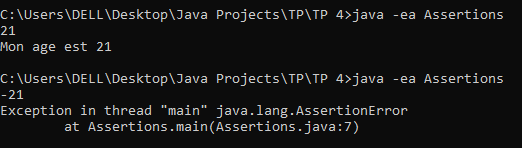 C:\Users\DELL\Desktop\Java Projects\TP\TP 4>java -ea Assertions
21
Mon age est 21
C:\Users\DELL\Desktop\Java Projects\TP\TP 4>java -ea Assertions
-21
Exception in thread "main" java.lang.AssertionError
        at Assertions.main(Assertions.java:7)